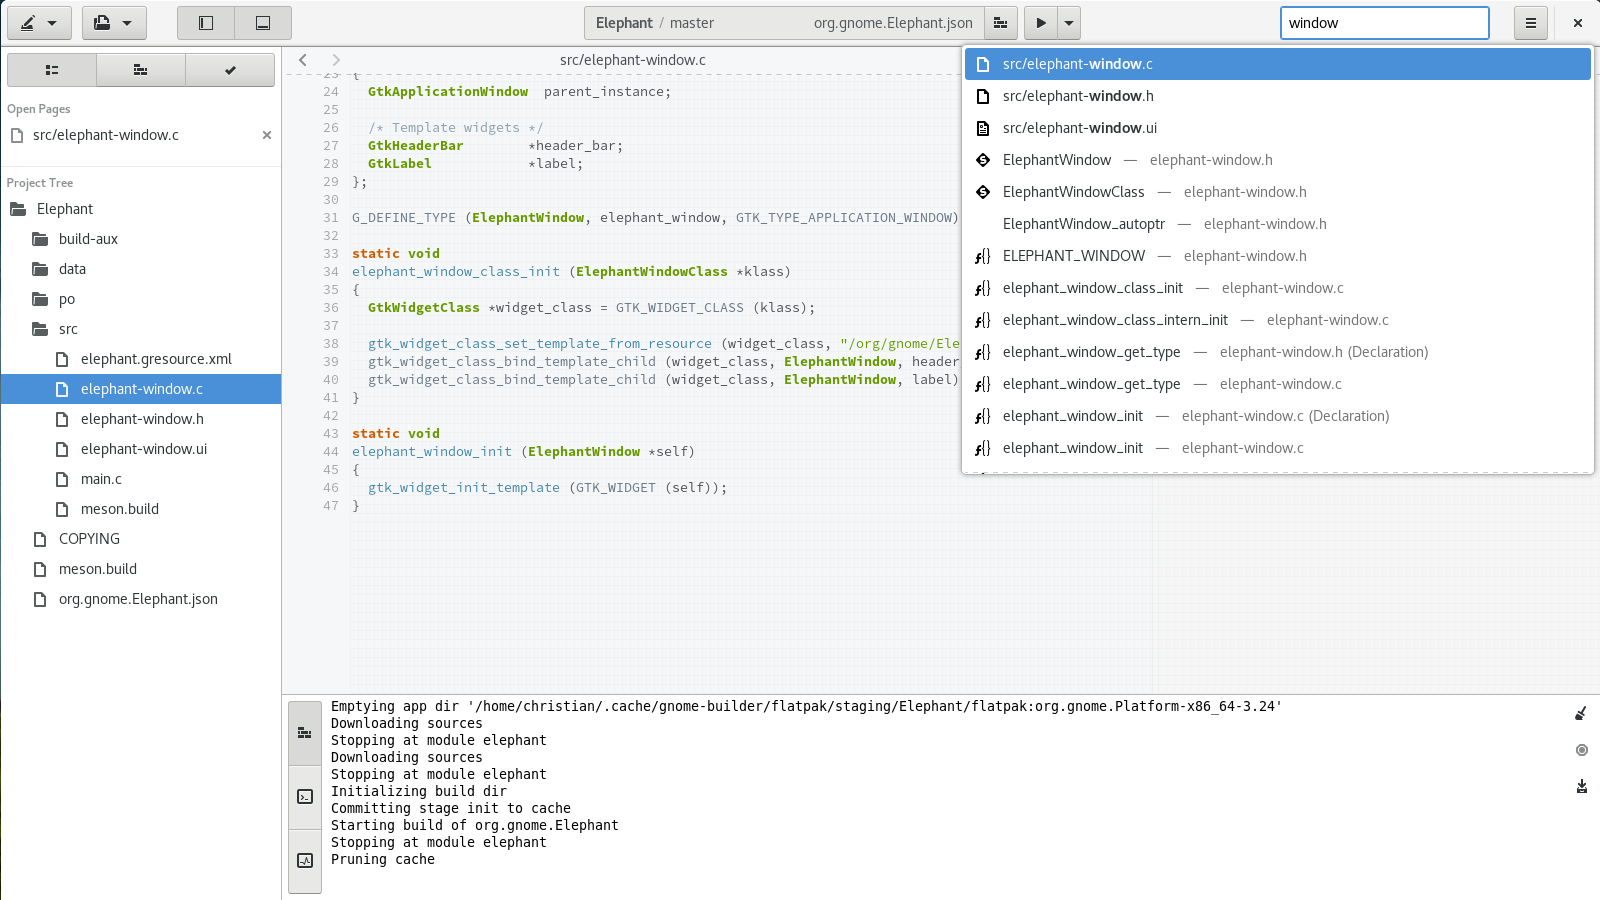 Elephant / master org.gnome.Elephant.json
window
Open Pages
src/elephant-window.c
Project Tree
Elephant
build-aux
data
po
src
elephant.gresource.xml
elephant-window.c
elephant-window.h
elephant-window.ui
main.c
meson.build
COPYING
meson.build
org.gnome.Elephant.json
src/elephant-window.c
23 {
24   GtkApplicationWindow  parent_instance;
25
26   /* Template widgets */
27   GtkHeaderBar        *header_bar;
28   GtkLabel            *label;
29 };
30
31 G_DEFINE_TYPE (ElephantWindow, elephant_window, GTK_TYPE_APPLICATION_WINDOW)
32
33 static void
34 elephant_window_class_init (ElephantWindowClass *klass)
35 {
36   GtkWidgetClass *widget_class = GTK_WIDGET_CLASS (klass);
37
38   gtk_widget_class_set_template_from_resource (widget_class, "/org/gnome/Ele
39   gtk_widget_class_bind_template_child (widget_class, ElephantWindow, header
40   gtk_widget_class_bind_template_child (widget_class, ElephantWindow, label)
41 }
42
43 static void
44 elephant_window_init (ElephantWindow *self)
45 {
46   gtk_widget_init_template (GTK_WIDGET (self));
47 }
src/elephant-window.c
src/elephant-window.h
src/elephant-window.ui
ElephantWindow — elephant-window.h
ElephantWindowClass — elephant-window.h
ElephantWindow_autoptr — elephant-window.h
ELEPHANT_WINDOW — elephant-window.h
elephant_window_class_init — elephant-window.c
elephant_window_class_intern_init — elephant-window.c
elephant_window_get_type — elephant-window.h (Declaration)
elephant_window_get_type — elephant-window.c
elephant_window_init — elephant-window.c (Declaration)
elephant_window_init — elephant-window.c
Emptying app dir '/home/christian/.cache/gnome-builder/flatpak/staging/Elephant/flatpak:org.gnome.Platform-x86_64-3.24'
Downloading sources
Stopping at module elephant
Downloading sources
Stopping at module elephant
Initializing build dir
Committing stage init to cache
Starting build of org.gnome.Elephant
Stopping at module elephant
Pruning cache